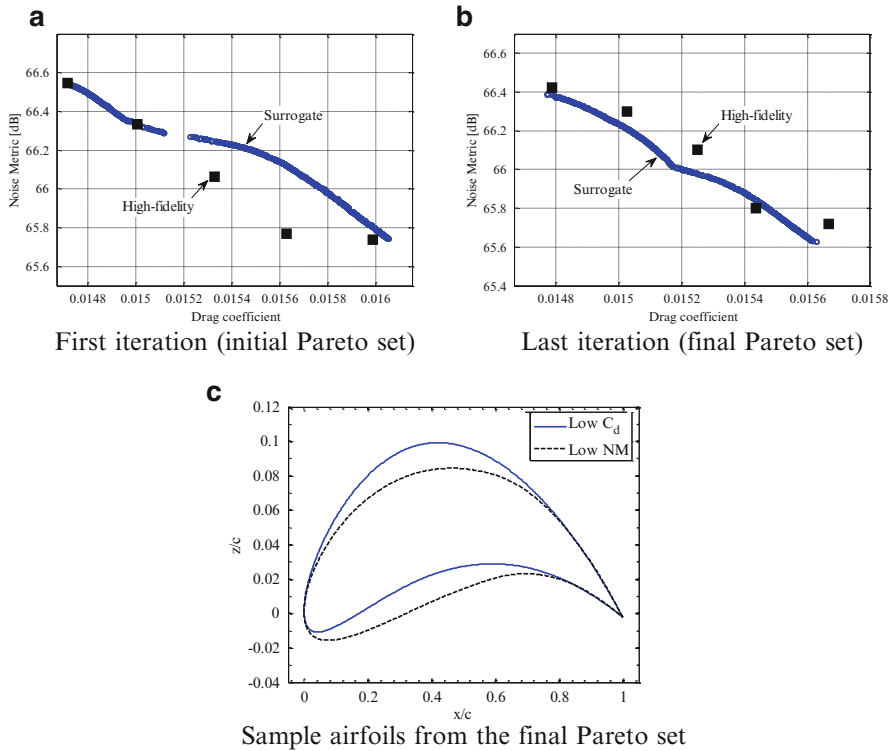 a
66.6
66.4
66.2
66
65.8
65.6
Noise Metric [dB]
Surrogate
High-fidelity
0.0148
0.015
0.0152
0.0154
0.0156
0.0158
0.016
Drag coefficient
First iteration (initial Pareto set)
b
66.6
66.4
66.2
66
65.8
65.6
65.4
Noise Metric [dB]
High-fidelity
Surrogate
0.0148
0.015
0.0152
0.0154
0.0156
0.0158
Drag coefficient
Last iteration (final Pareto set)
c
0.12
0.1
0.08
0.06
0.04
0.02
0
-0.02
-0.04
z/c
Low Cd
Low NM
0
0.2
0.4
0.6
0.8
1
x/c
Sample airfoils from the final Pareto set